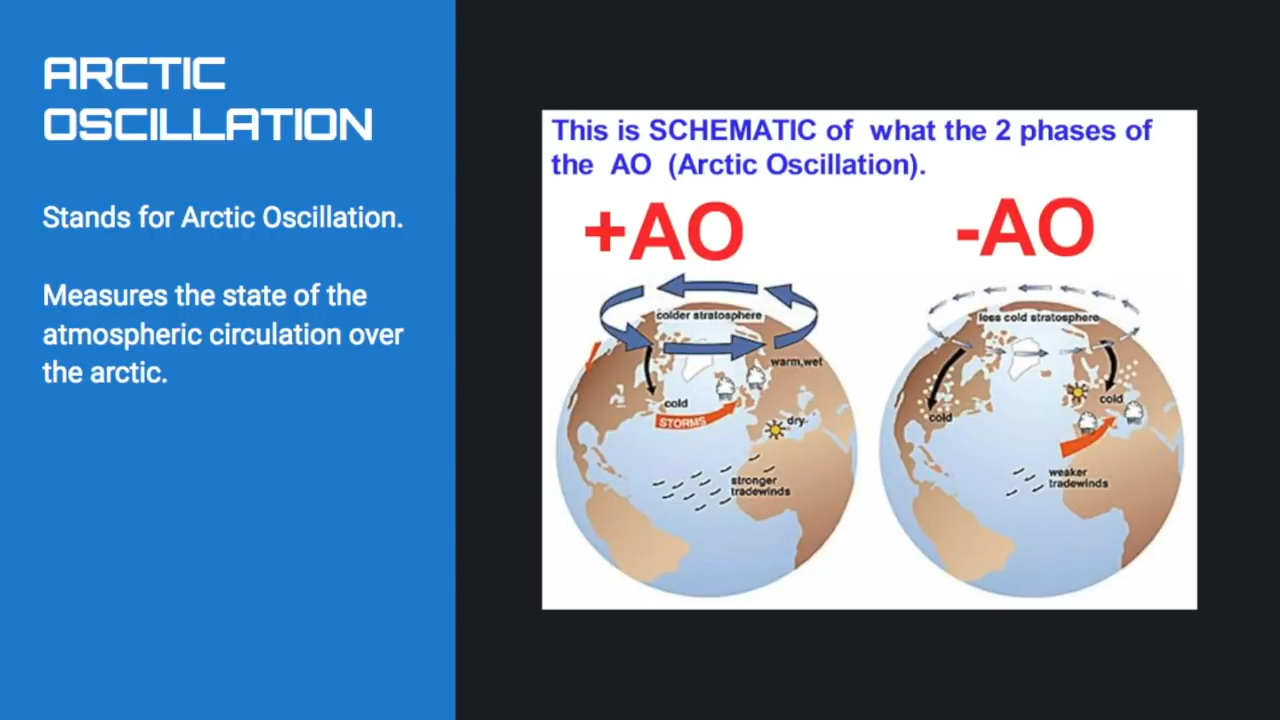 ARCTIC
OSCILLATION
Stands for Arctic Oscillation.
Measures the state of the
atmospheric circulation over
the arctic.
This is SCHEMATIC of what the 2 phases of
the AO (Arctic Oscillation).
+AO
-AO
colder stratosphere
warm,wet
cold
STORMS
dry
stronger
tradewinds
less cold stratosphere
cold
cold
weaker
tradewinds